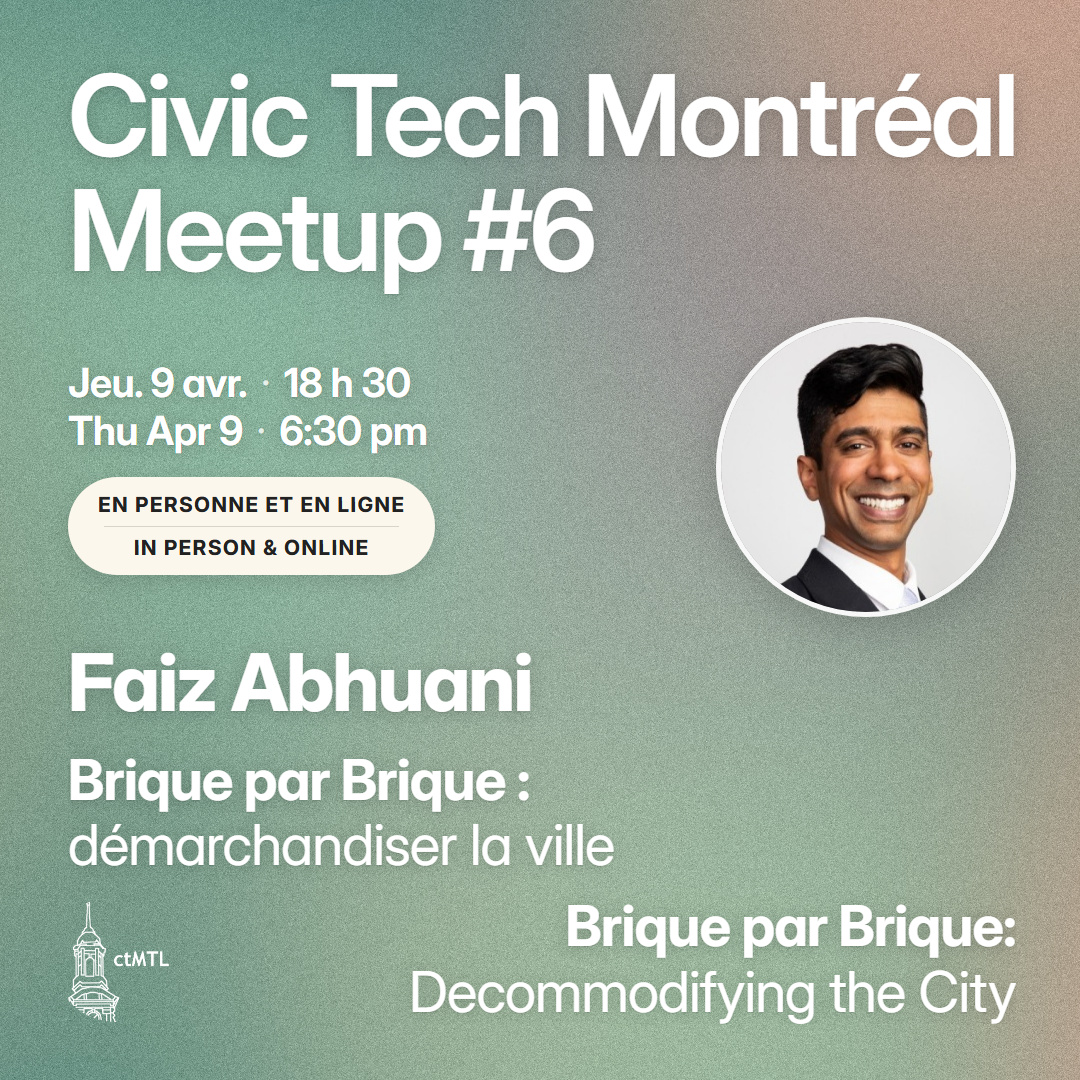 Civic Tech Montréal
Meetup #6
Jeu. 9 avr. · 18 h 30
Thu Apr 9 · 6:30 pm
EN PERSONNE ET EN LIGNE
IN PERSON & ONLINE
Faiz Abhuani
Brique par Brique :
démarchandiser la ville
ctMTL
Brique par Brique:
Decommodifying the City